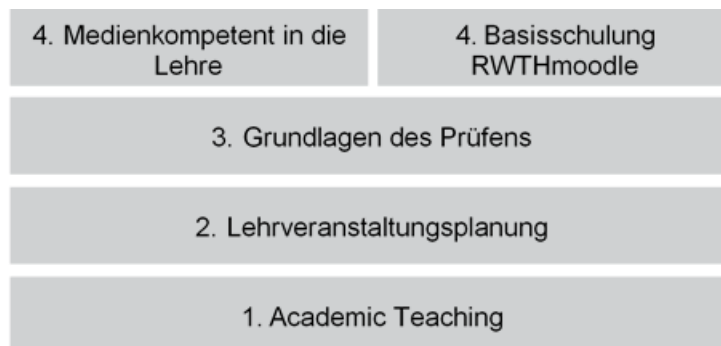 4. Medienkompetent in die
Lehre
4. Basisschulung
RWTHmoodle
3. Grundlagen des Prüfens
2. Lehrveranstaltungsplanung
1. Academic Teaching